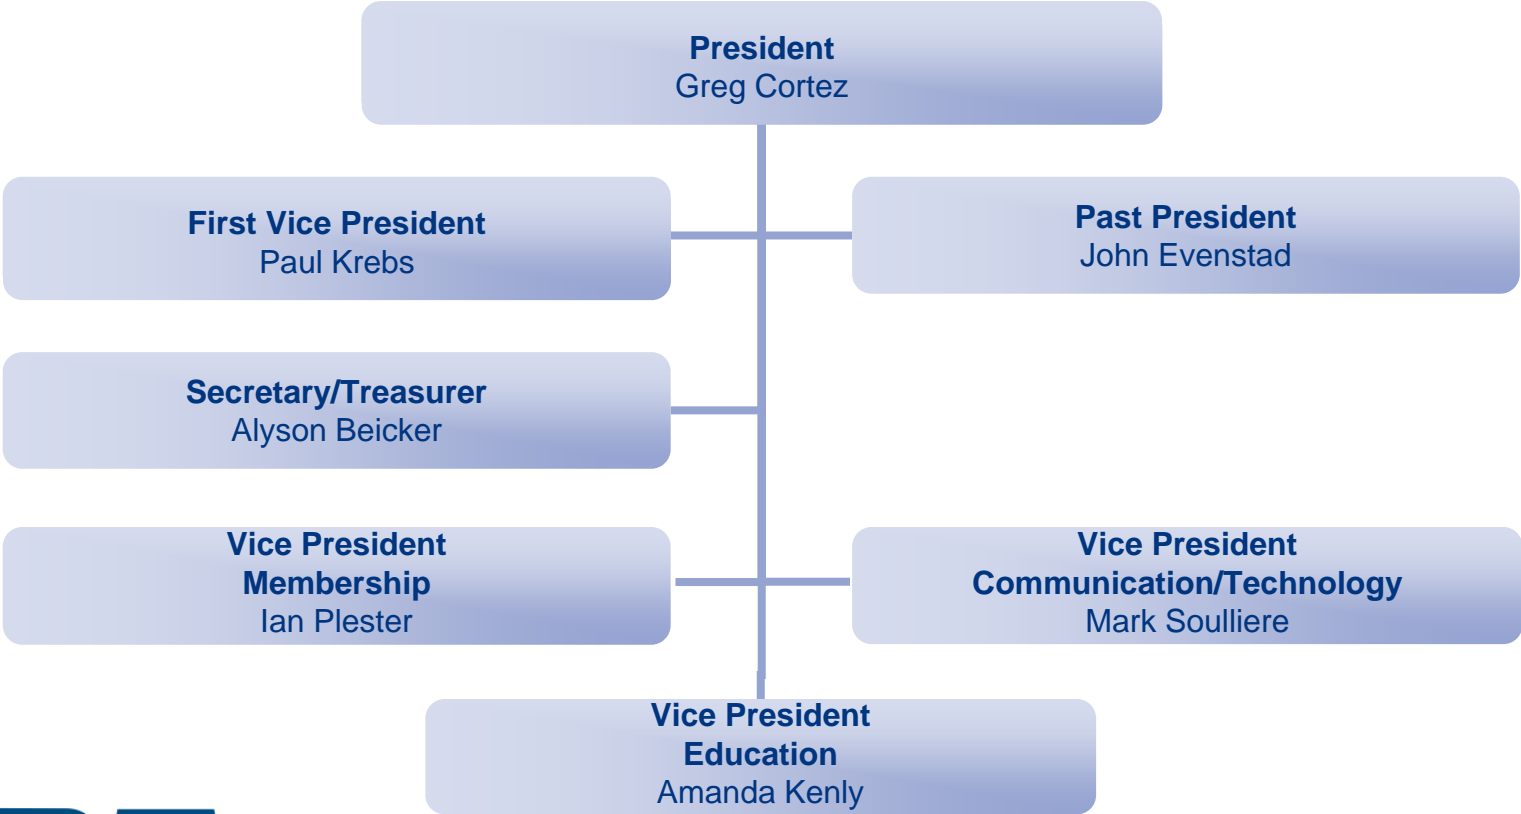 President
Greg Cortez
First Vice President
Paul Krebs
Past President
John Evenstad
Secretary/Treasurer
Alyson Beicker
Vice President
Membership
Ian Plester
Vice President
Communication/Technology
Mark Soulliere
Vice President
Education
Amanda Kenly